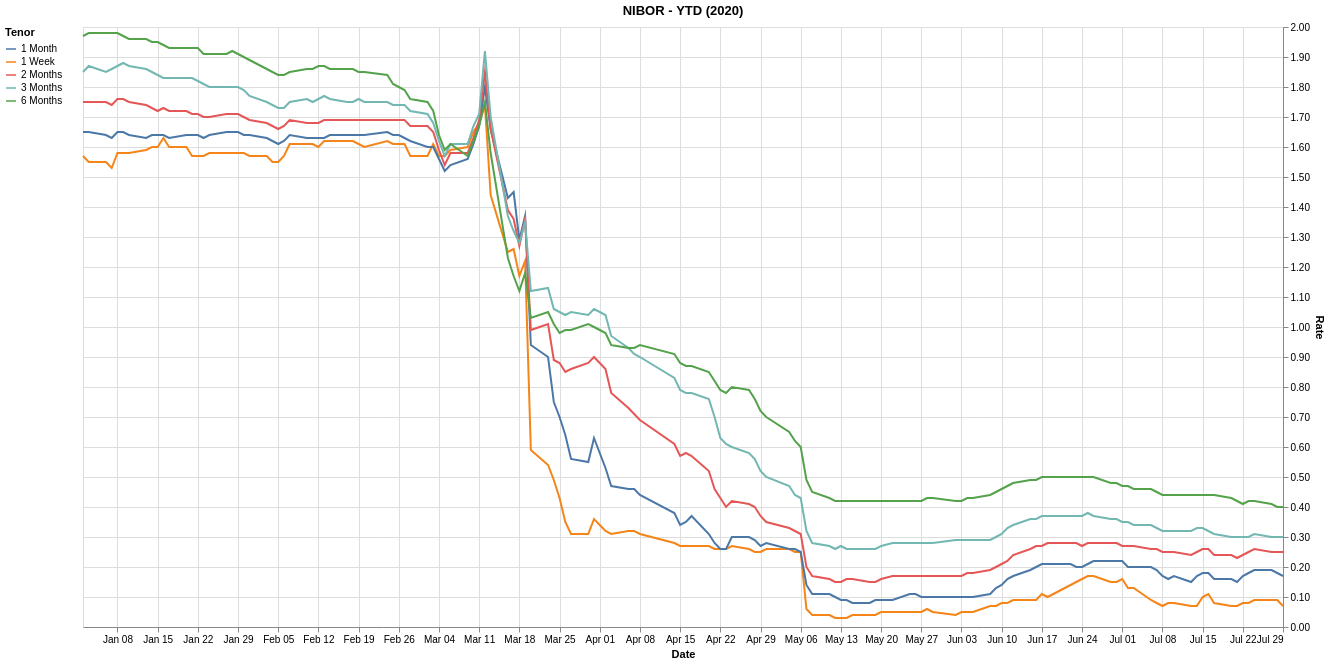 NIBOR - YTD (2020)
Tenor
1 Month
1 Week
2 Months
3 Months
6 Months
2.00
1.90
1.80
1.70
1.60
1.50
1.40
1.30
1.20
1.10
1.00
0.90
0.80
0.70
0.60
0.50
0.40
0.30
0.20
0.10
0.00
Rate
Jan 08 Jan 15 Jan 22 Jan 29 Feb 05 Feb 12 Feb 19 Feb 26 Mar 04 Mar 11 Mar 18 Mar 25 Apr 01 Apr 08 Apr 15 Apr 22 Apr 29 May 06 May 13 May 20 May 27 Jun 03 Jun 10 Jun 17 Jun 24 Jul 01 Jul 08 Jul 15 Jul 22 Jul 29
Date